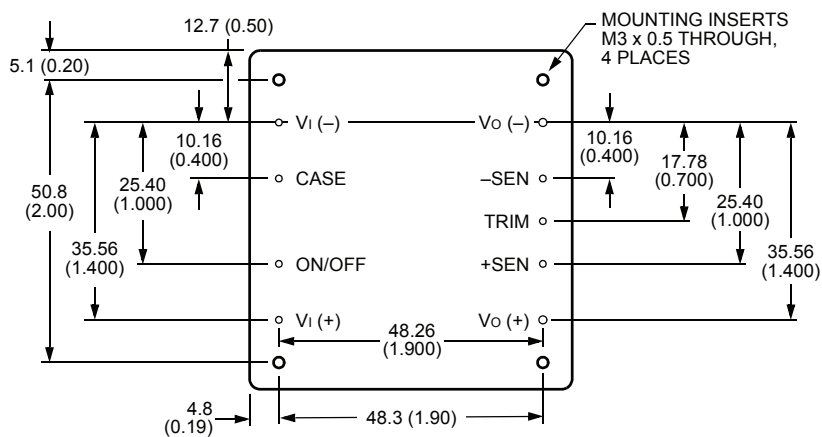 12.7 (0.50)
MOUNTING INSERTS
M3 x 0.5 THROUGH,
4 PLACES
5.1 (0.20)
VI (–)
VO (–)
10.16
(0.400)
10.16
(0.400)
17.78
(0.700)
CASE
–SEN
25.40
(1.000)
50.8
(2.00)
25.40
(1.000)
TRIM
35.56
(1.400)
35.56
(1.400)
ON/OFF
+SEN
VI (+)
VO (+)
48.26
(1.900)
4.8
(0.19)
48.3 (1.90)